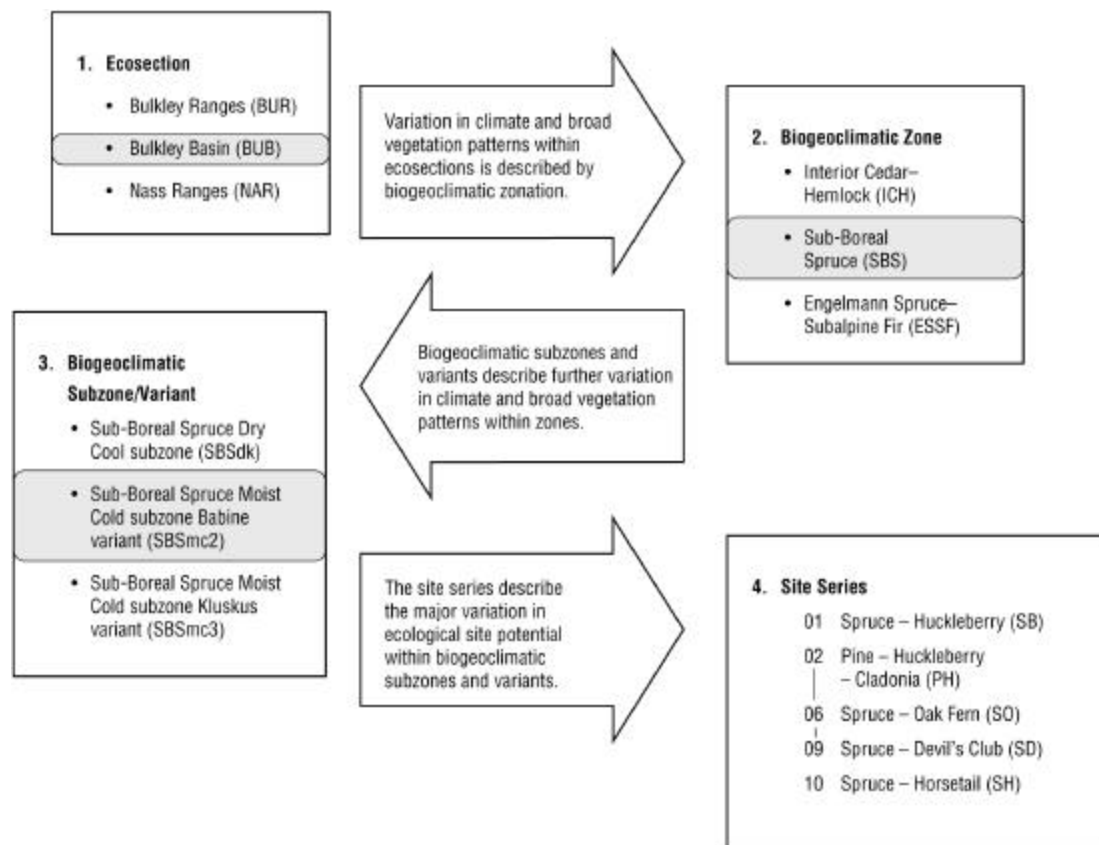 1. Ecosection
• Bulkley Ranges (BUR)
• Bulkley Basin (BUB)
• Nass Ranges (NAR)
Variation in climate and broad
vegetation patterns within
ecosections is described by
biogeoclimatic zonation.
2. Biogeoclimatic Zone
• Interior Cedar–
Hemlock (ICH)
• Sub-Boreal
Spruce (SBS)
• Engelmann Spruce–
Subalpine Fir (ESSF)
Biogeoclimatic subzones and
variants describe further variation
in climate and broad vegetation
patterns within zones.
3. Biogeoclimatic
Subzone/Variant
• Sub-Boreal Spruce Dry
Cool subzone (SBSdk)
• Sub-Boreal Spruce Moist
Cold subzone Babine
variant (SBSmc2)
• Sub-Boreal Spruce Moist
Cold subzone Kluskus
variant (SBSmc3)
The site series describe
the major variation in
ecological site potential
within biogeoclimatic
subzones and variants.
4. Site Series
01 Spruce – Huckleberry (SB)
02 Pine – Huckleberry
– Cladonia (PH)
06 Spruce – Oak Fern (SO)
09 Spruce – Devil's Club (SD)
10 Spruce – Horsetail (SH)